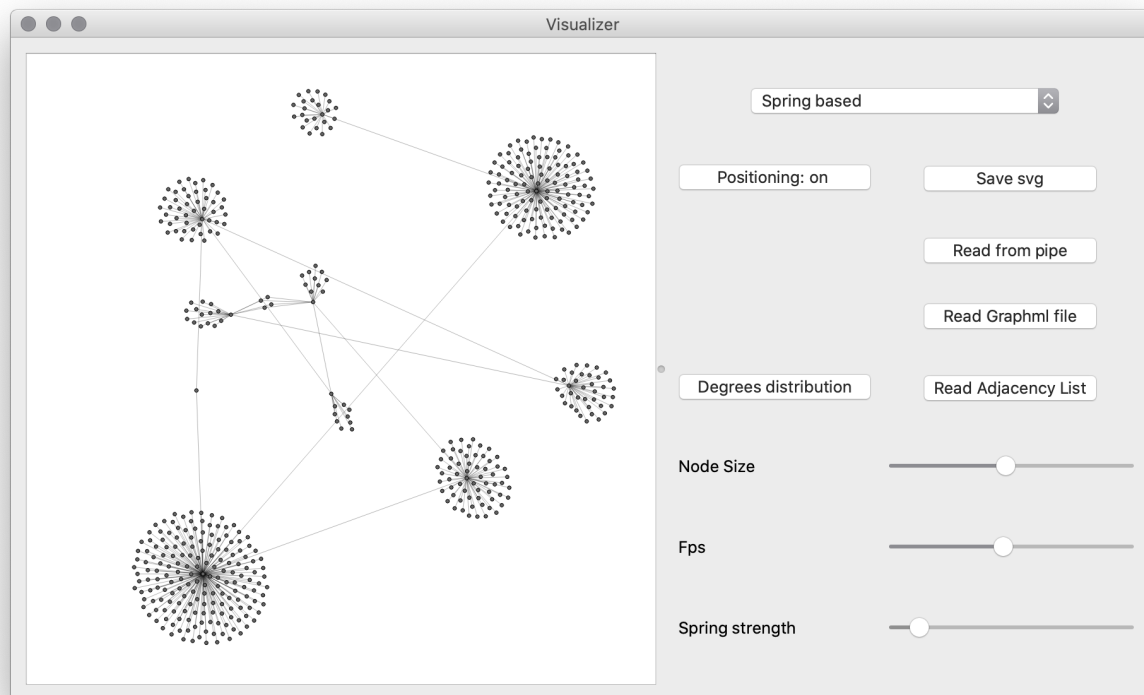 Visualizer
Spring based
Positioning: on
Save svg
Read from pipe
Read Graphml file
Degrees distribution
Read Adjacency List
Node Size
Fps
Spring strength